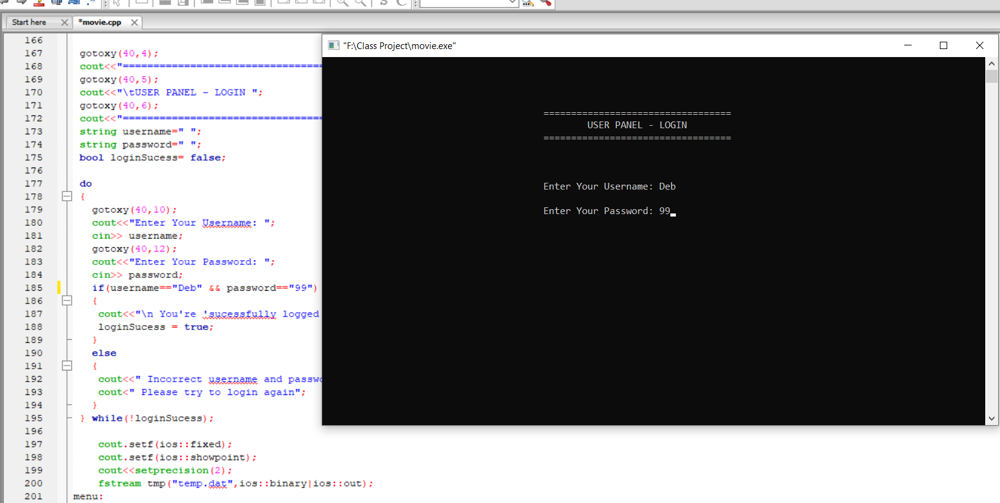 Start here
*movie.cpp
166
167 gotoxy(40,4);
168 cout<<"=================================
169 gotoxy(40,5);
170 cout<<"\tUSER PANEL - LOGIN ";
171 gotoxy(40,6);
172 cout<<"=================================
173 string username=" ";
174 string password=" ";
175 bool loginSucess= false;
176
177 do
178 {
179 gotoxy(40,10);
180 cout<<"Enter Your Username: ";
181 cin>> username;
182 gotoxy(40,12);
183 cout<<"Enter Your Password: ";
184 cin>> password;
185 if(username=="Deb" && password=="99")
186 {
187 cout<<"\n You're 'sucessfully logged
188 loginSucess = true;
189 }
190 else
191 {
192 cout<<" Incorrect username and passwo
193 cout<" Please try to login again";
194 }
195 } while(!loginSucess);
196
197 cout.setf(ios::fixed);
198 cout.setf(ios::showpoint);
199 cout<<setprecision(2);
200 fstream tmp("temp.dat",ios::binary|ios::out);
201 menu:
"F:\Class Project\movie.exe"
==================================
USER PANEL - LOGIN
==================================
Enter Your Username: Deb
Enter Your Password: 99